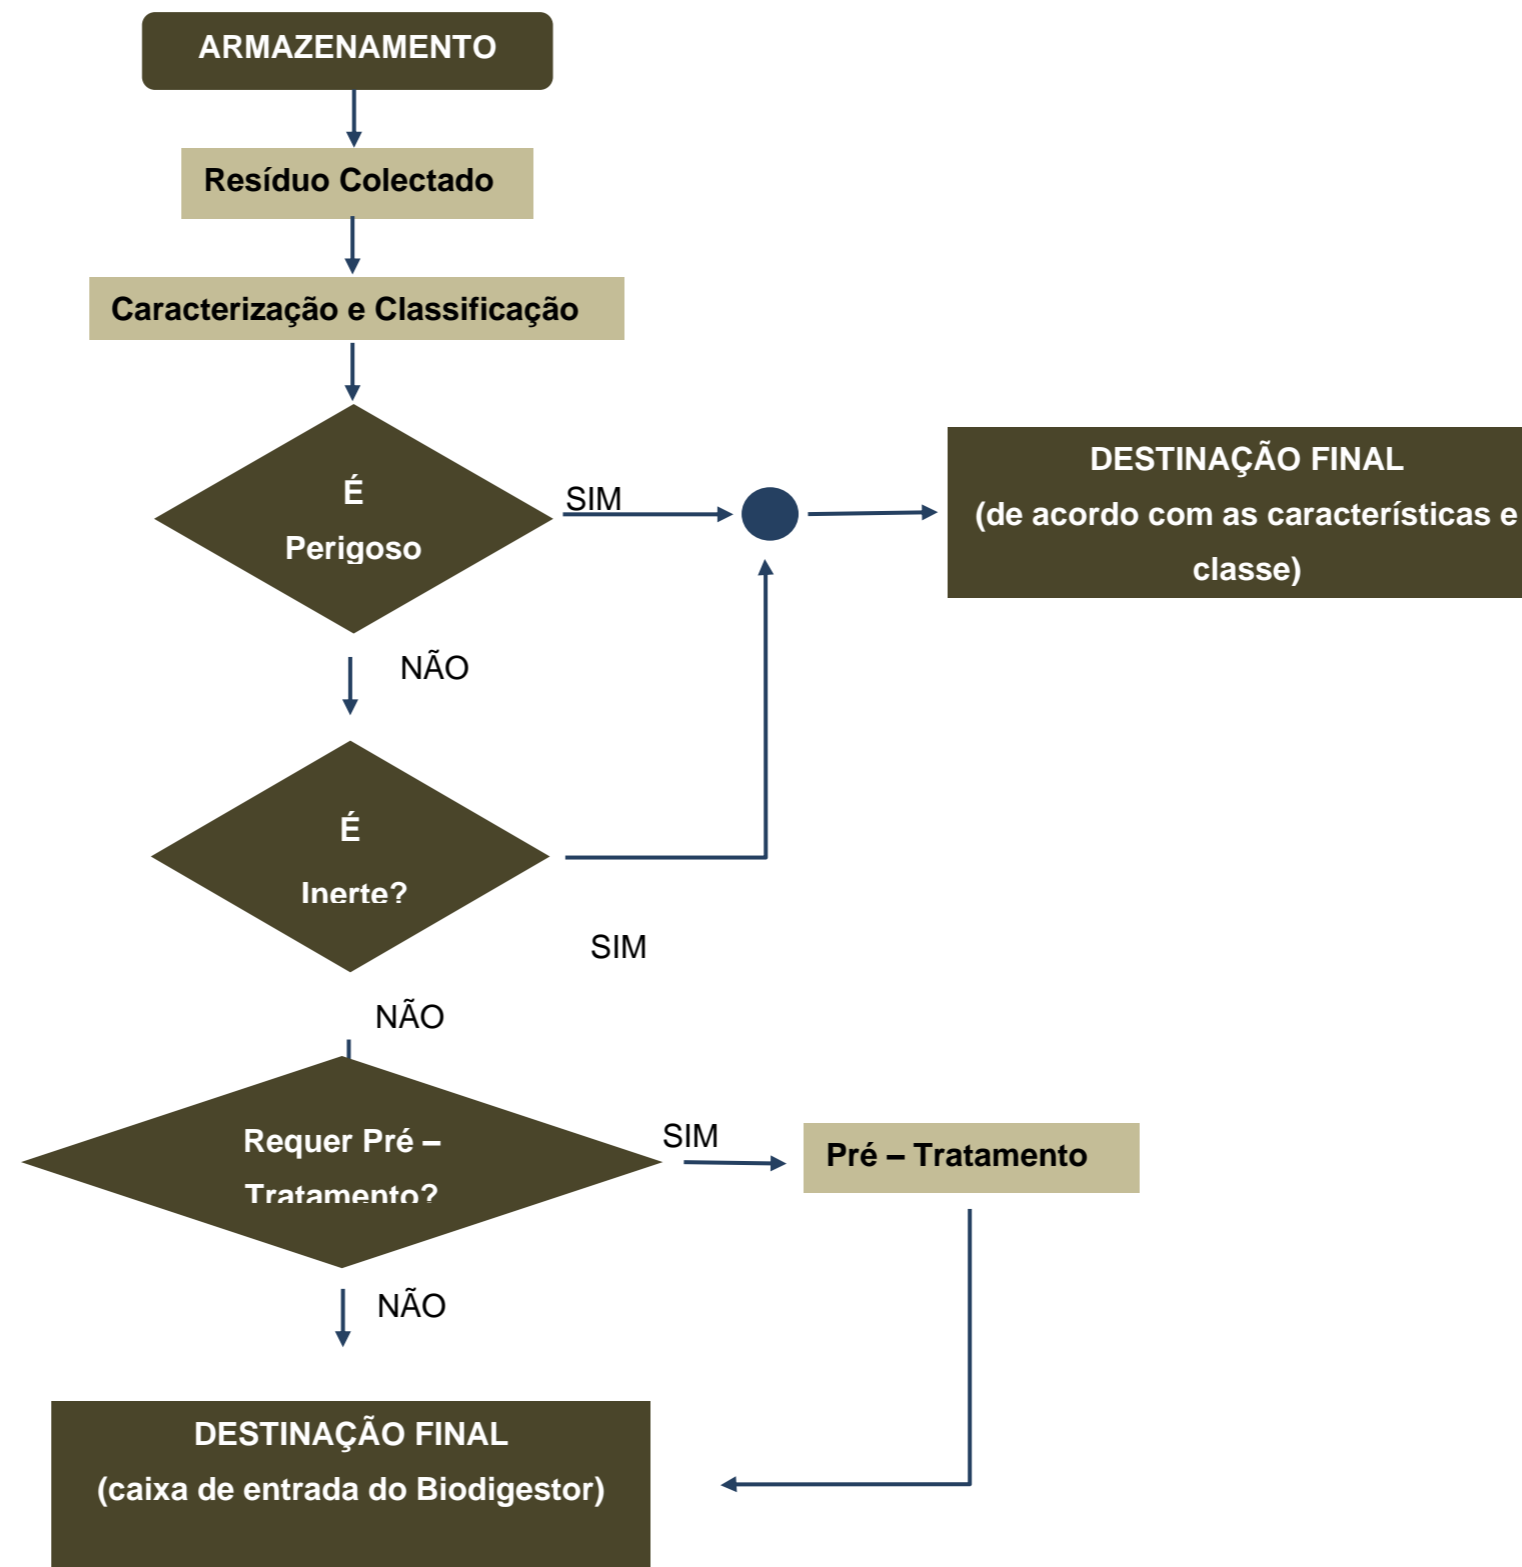 ARMAZENAMENTO
Resíduo Colectado
Caracterização e Classificação
É
Perigoso
SIM
DESTINAÇÃO FINAL
(de acordo com as características e
classe)
NÃO
É
Inerte?
SIM
NÃO
Requer Pré –
Tratamento?
SIM
Pré – Tratamento
NÃO
DESTINAÇÃO FINAL
(caixa de entrada do Biodigestor)